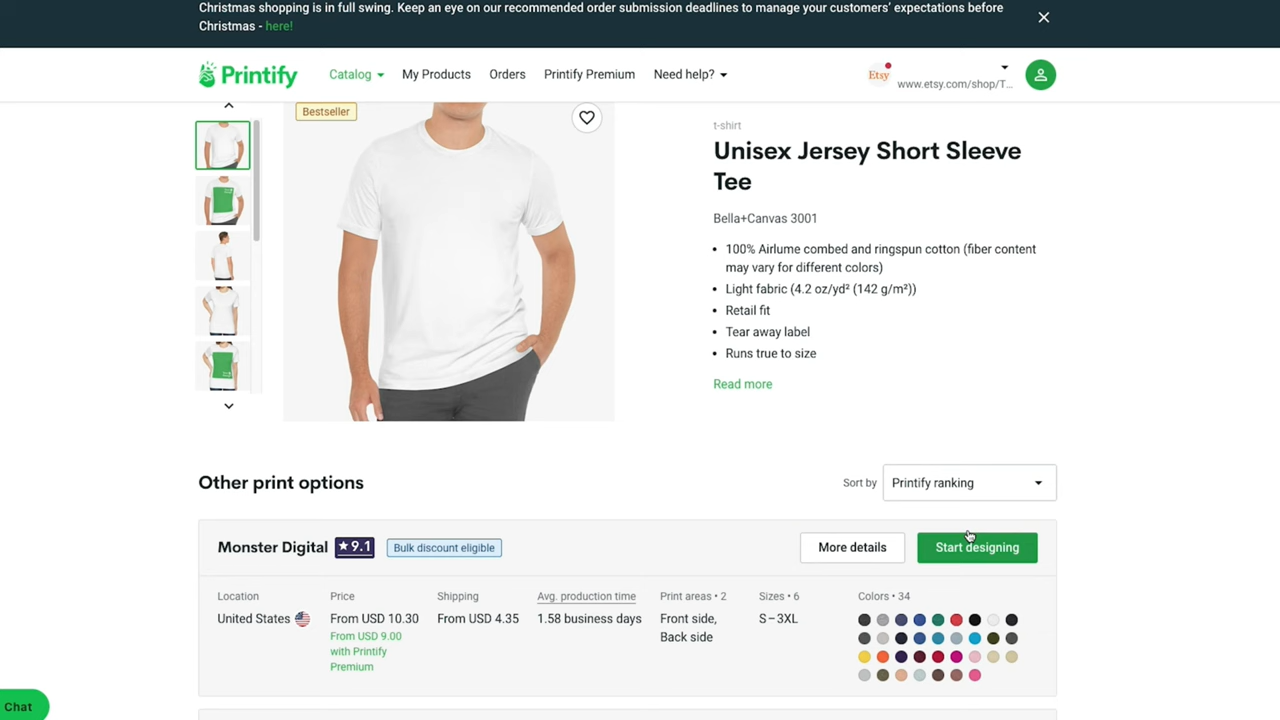 Christmas shopping is in full swing. Keep an eye on our recommended order submission deadlines to manage your customers' expectations before
Christmas - here!
Printify
Catalog
My Products
Orders
Printify Premium
Need help?
Etsy
www.etsy.com/shop/T...
Bestseller
t-shirt
Unisex Jersey Short Sleeve
Tee
Bella+Canvas 3001
• 100% Airlume combed and ringspun cotton (fiber content
may vary for different colors)
• Light fabric (4.2 oz/yd² (142 g/m²))
• Retail fit
• Tear away label
• Runs true to size
Read more
Other print options
Sort by
Printify ranking
Monster Digital
★ 9.1
Bulk discount eligible
More details
Start designing
Location
Price
Shipping
Avg. production time
Print areas • 2
Sizes • 6
Colors • 34
United States
From USD 10.30
From USD 4.35
1.58 business days
Front side,
S–3XL
From USD 9.00
Back side
with Printify
Premium
Chat